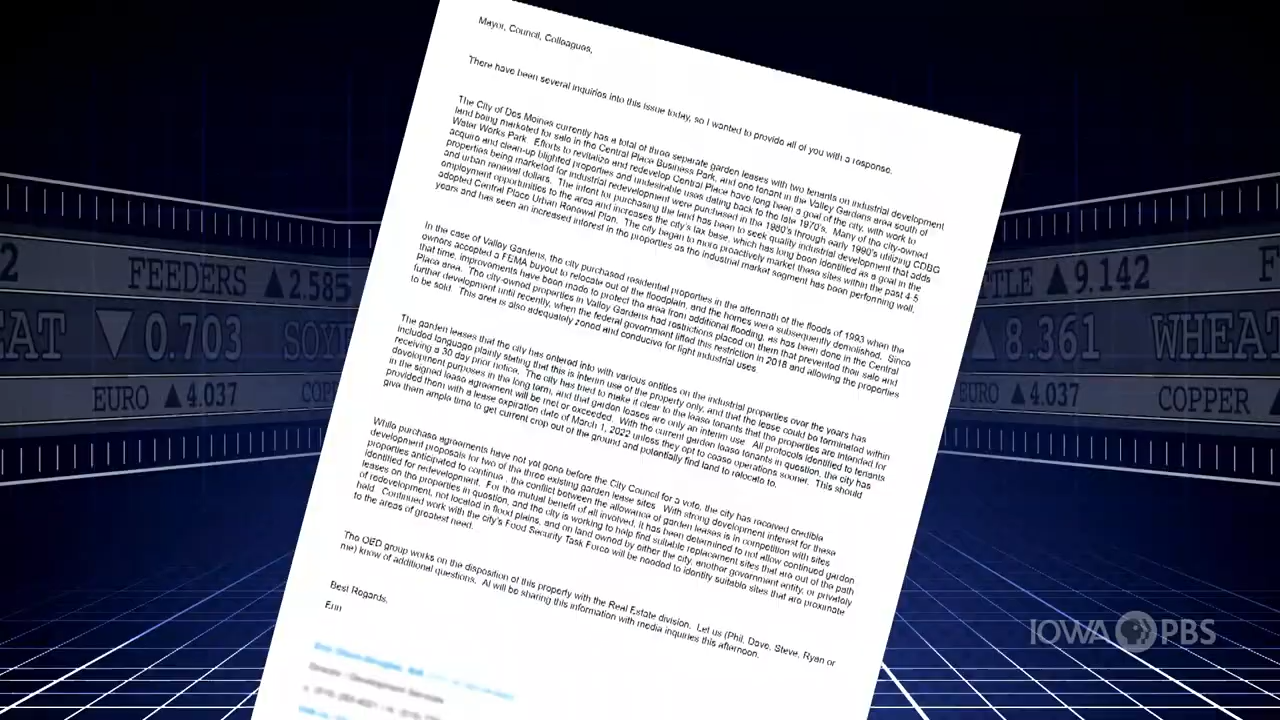 Mayor, Council, Colleagues,
There have been several inquiries into this issue today, so I wanted to provide all of you with a response.
The City of Des Moines currently has a total of three separate garden leases with two tenants on industrial development
land being marketed for sale in the Central Place Business Park, and one tenant in the Valley Gardens area south of
Water Works Park. Efforts to revitalize and redevelop Central Place have long been a goal of the city, with work to
acquire and clean-up blighted properties and undesirable uses dating back to the late 1970's. Many of the city-owned
properties being marketed for industrial redevelopment were purchased in the 1980's through early 1990's utilizing CDBG
and urban renewal dollars. The intent for purchasing the land has been to seek quality industrial development that adds
employment opportunities to the area and increases the city's tax base, which has long been identified as a goal in the
adopted Central Place Urban Renewal Plan. The city began to more proactively market these sites within the past 4-5
years and has seen an increased interest in the properties as the industrial market segment has been performing well.
In the case of Valley Gardens, the city purchased residential properties in the aftermath of the floods of 1993 when the
owners accepted a FEMA buyout to relocate out of the floodplain, and the homes were subsequently demolished. Since
that time, improvements have been made to protect the area from additional flooding, as has been done in the Central
Place area. The city-owned properties in Valley Gardens had restrictions placed on them that prevented their sale and
further development until recently, when the federal government lifted this restriction in 2018 and allowing the properties
to be sold. This area is also adequately zoned and conducive for light industrial uses.
The garden leases that the city has entered into with various entities on the industrial properties over the years has
included language plainly stating that this is interim use of the property only, and that the lease could be terminated within
receiving a 30 day prior notice. The city has tied to make it clear to the lease tenants that the properties are intended for
development purposes in the long term, and that garden leases are only an interim use. All protocols identified to tenants
in the signed lease agreement will be met or exceeded. With the current garden lease tenants in question, the city has
provided them with a lease expiration date of March 1, 2022 unless they opt to cease operations sooner. This should
give them ample time to get current crop out of the ground and potentially find land to relocate to.
While purchase agreements have not yet gone before the City Council for a vote, the city has received credible
development proposals for two of the three existing garden lease sites. With strong development interest for these
properties anticipated to continue, the conflict between the allowance of garden leases is in competition with sites
identified for redevelopment. For the mutual benefit of all involved, it has been determined to not allow continued garden
leases on the properties in question, and the city is working to help find suitable replacement sites that are out of the path
of redevelopment, not located in flood plains, and on land owned by either the city, another government entity, or privately
held. Continued work with the city's Food Security Task Force will be needed to identify suitable sites that are proximate
to the areas of greatest need.
The OED group works on the disposition of this property with the Real Estate division. Let us (Phil, Dave, Steve, Ryan or
me) know of additional questions. Al will be sharing this information with media inquiries this afternoon.
Best Regards,
Erin
Director - Development Services
2
FEEDERS ▲2.585
EAT ▼0.703 SOYB
EURO ▲4.037 COP
TTLE ▲9.142 F
▲8.361 WHEAT
EURO ▲4.037 COPPER
IOWA PBS